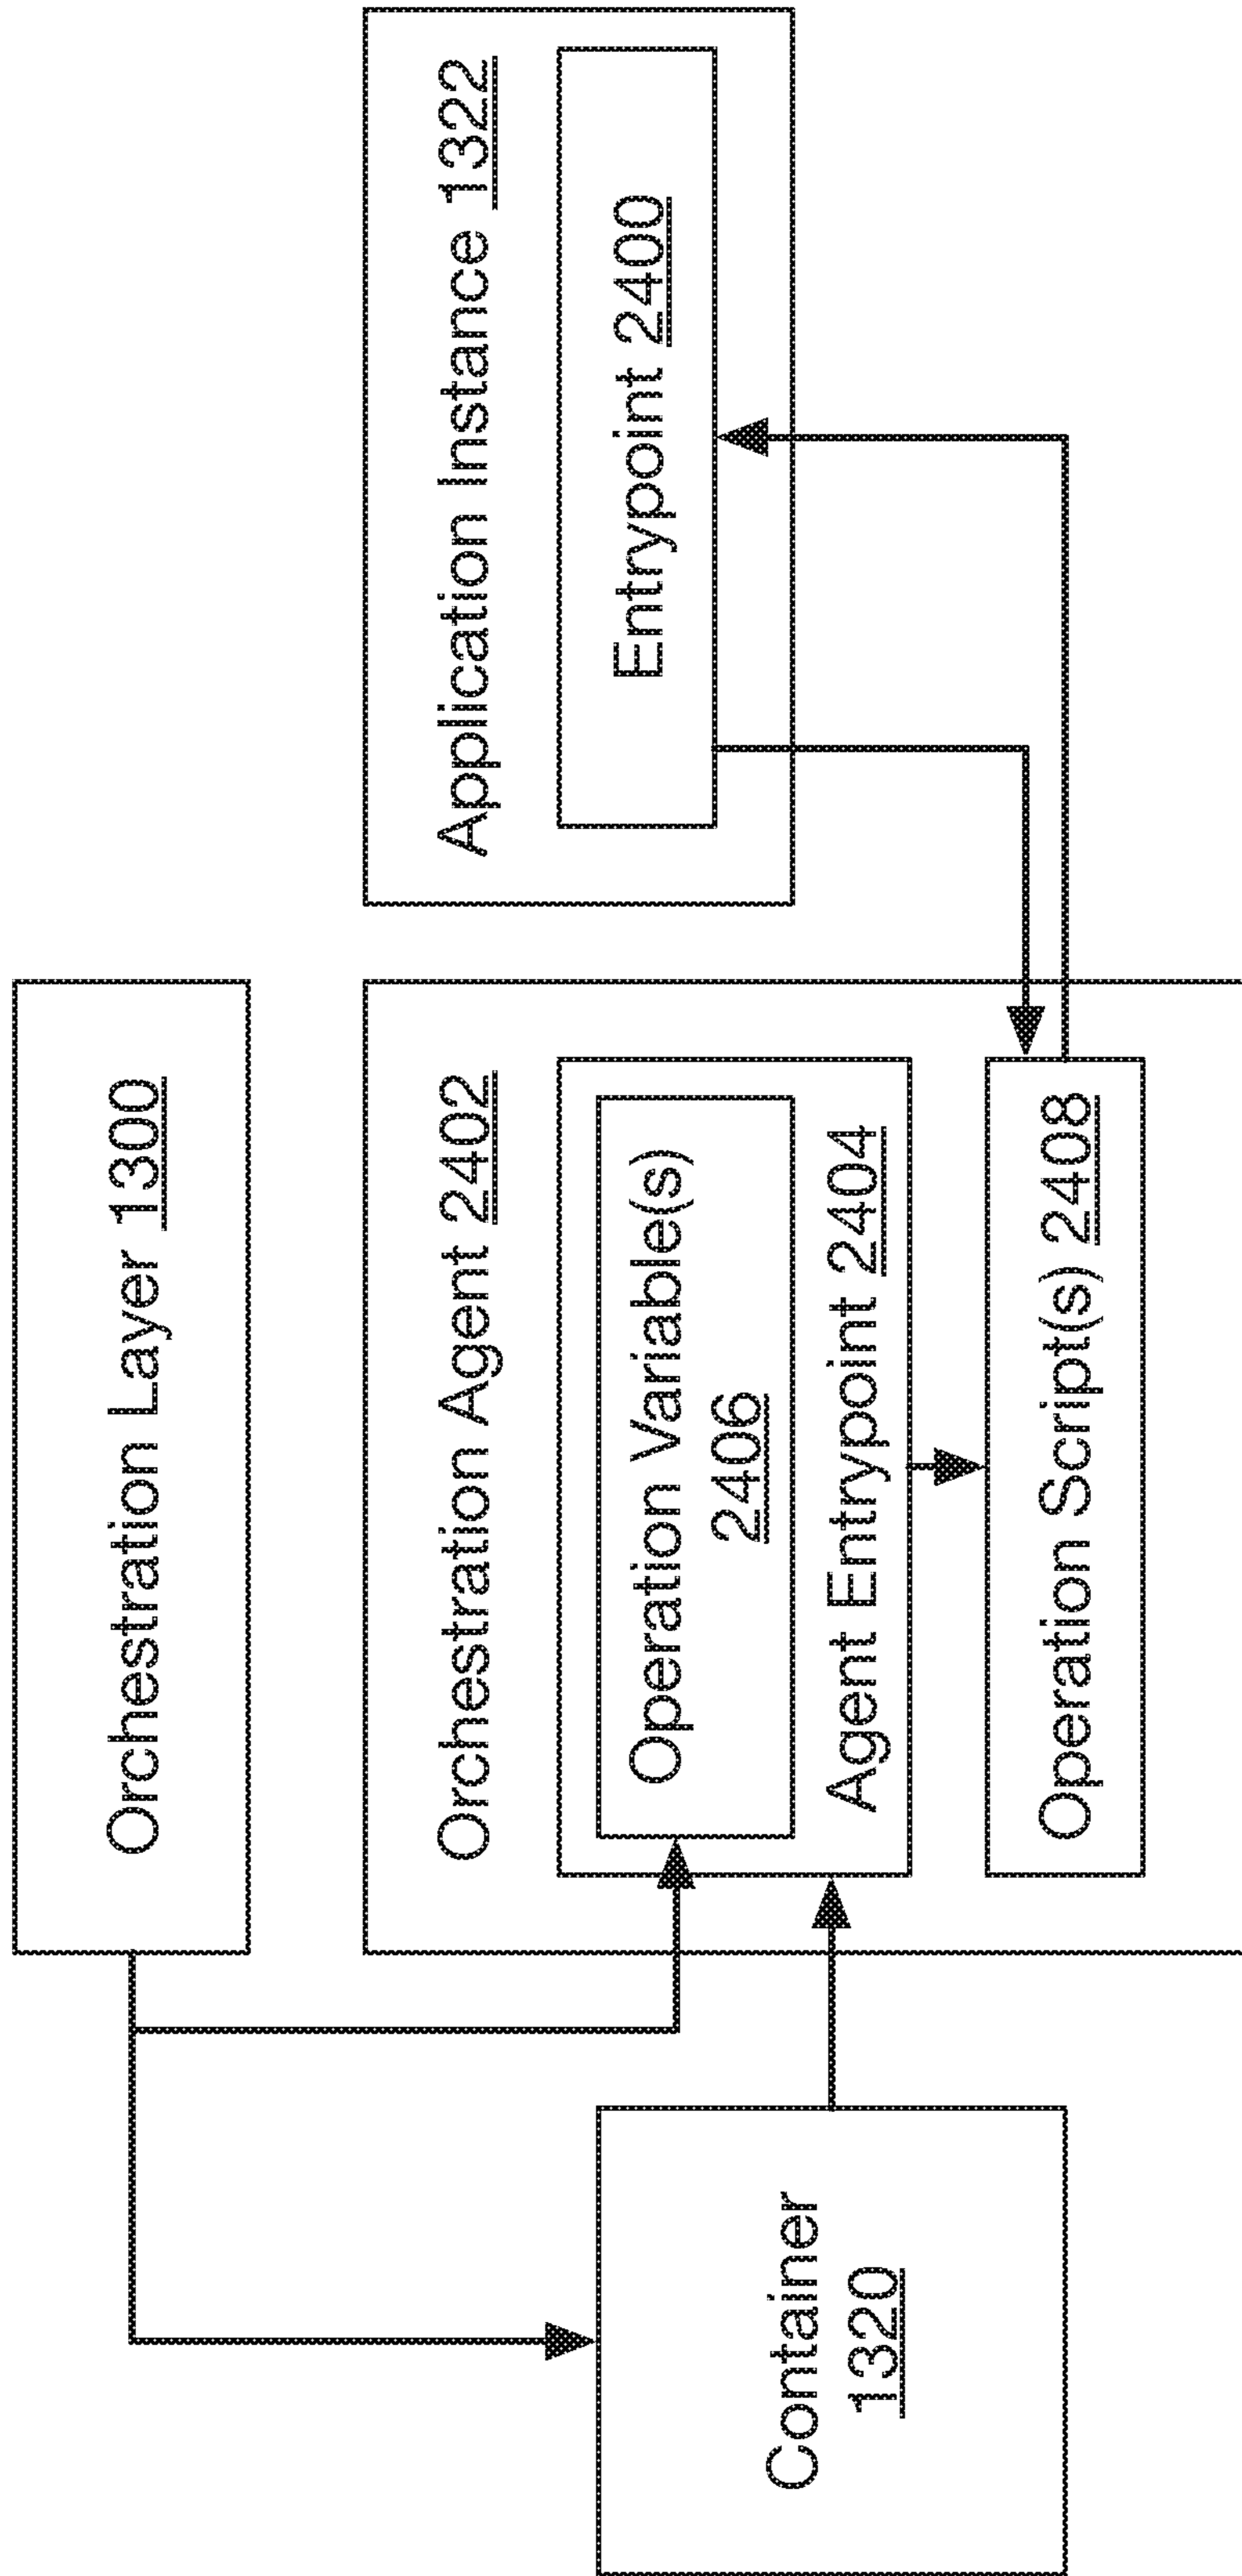 Orchestration Layer 1300
Orchestration Agent 2402
Operation Variable(s)
2406
Agent Entrypoint 2404
Operation Script(s) 2408
Container
1320
Application Instance 1322
Entrypoint 2400